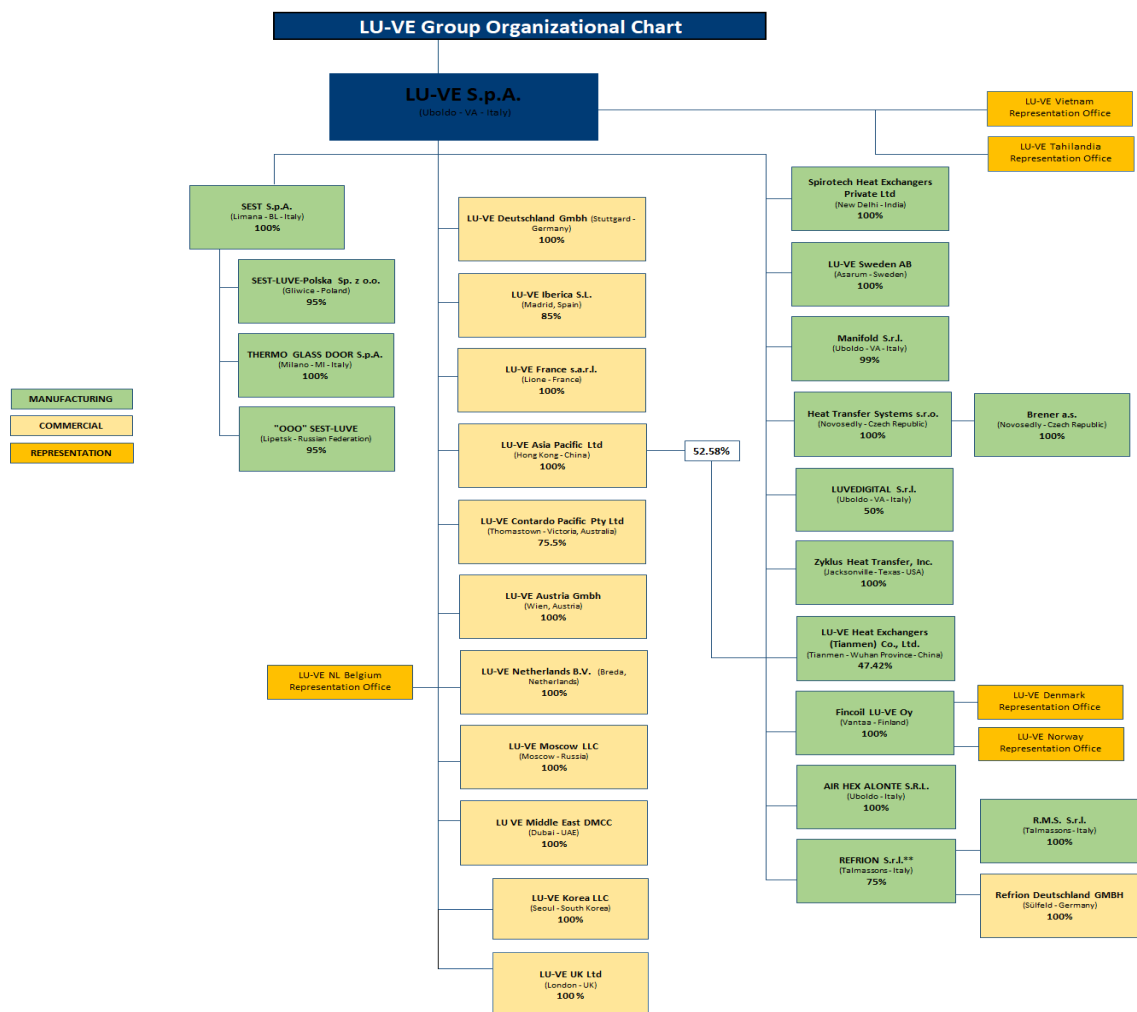 LU-VE Group Organizational Chart
LU-VE S.p.A.
(Uboldo - VA - Italy)
LU-VE Vietnam
Representation Office
LU-VE Tahilandia
Representation Office
SEST S.p.A.
(Limana - BL - Italy)
100%
SEST-LUVE-Polska Sp. z o.o.
(Gliwice - Poland)
95%
THERMO GLASS DOOR S.p.A.
(Milano - MI - Italy)
100%
"OOO" SEST-LUVE
(Lipetsk - Russian Federation)
95%
MANUFACTURING
COMMERCIAL
REPRESENTATION
LU-VE NL Belgium
Representation Office
LU-VE Deutschland Gmbh (Stuttgard -
Germany)
100%
LU-VE Iberica S.L.
(Madrid, Spain)
85%
LU-VE France s.a.r.l.
(Lione - France)
100%
LU-VE Asia Pacific Ltd
(Hong Kong - China)
100%
52.58%
LU-VE Contardo Pacific Pty Ltd
(Thomastown - Victoria, Australia)
75.5%
LU-VE Austria Gmbh
(Wien, Austria)
100%
LU-VE Netherlands B.V. (Breda,
Netherlands)
100%
LU-VE Moscow LLC
(Moscow - Russia)
100%
LU VE Middle East DMCC
(Dubai - UAE)
100%
LU-VE Korea LLC
(Seoul - South Korea)
100%
LU-VE UK Ltd
(London - UK)
100 %
Spirotech Heat Exchangers
Private Ltd
(New Delhi - India)
100%
LU-VE Sweden AB
(Asarum - Sweden)
100%
Manifold S.r.l.
(Uboldo - VA - Italy)
99%
Heat Transfer Systems s.r.o.
(Novosedly - Czech Republic)
100%
Brener a.s.
(Novosedly - Czech Republic)
100%
LUVEDIGITAL S.r.l.
(Uboldo - VA - Italy)
50%
Zyklus Heat Transfer, Inc.
(Jacksonville - Texas - USA)
100%
LU-VE Heat Exchangers
(Tianmen) Co., Ltd.
(Tianmen - Wuhan Province - China)
47.42%
Fincoil LU-VE Oy
(Vantaa - Finland)
100%
LU-VE Denmark
Representation Office
LU-VE Norway
Representation Office
AIR HEX ALONTE S.R.L.
(Uboldo - Italy)
100%
REFRION S.r.l.**
(Talmassons - Italy)
75%
R.M.S. S.r.l.
(Talmassons - Italy)
100%
Refrion Deutschland GMBH
(Sülfeld - Germany)
100%